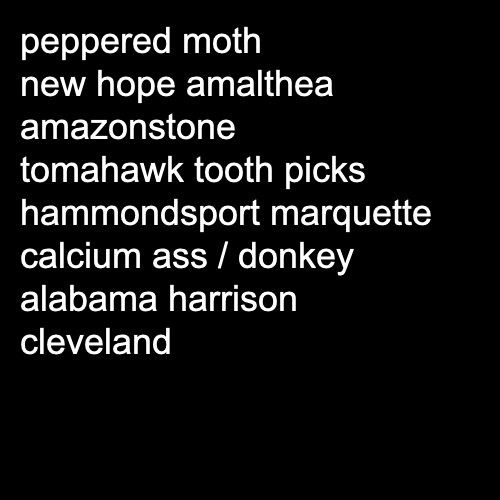 peppered moth
new hope amalthea
amazonstone
tomahawk tooth picks
hammondsport marquette
calcium ass / donkey
alabama harrison
cleveland